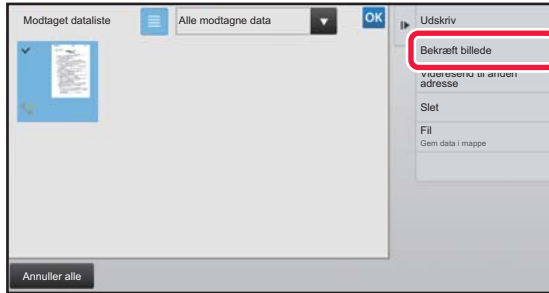 Modtaget dataliste
Alle modtagne data
OK
Udskriv
Bekræft billede
Videresend til anden
adresse
Slet
Fil
Gem data i mappe
Annuller alle